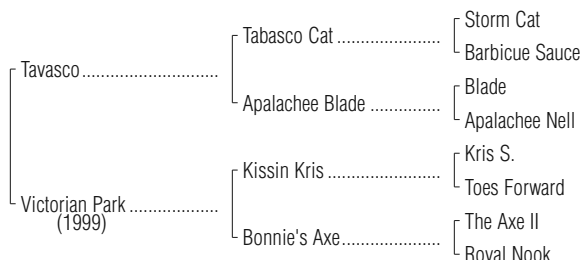 Storm Cat
Tabasco Cat
Barbicue Sauce
Tavasco
Blade
Apalachee Blade
Apalachee Nell
Kris S.
Kissin Kris
Toes Forward
Victorian Park
(1999)
The Axe II
Bonnie's Axe
Royal Nook